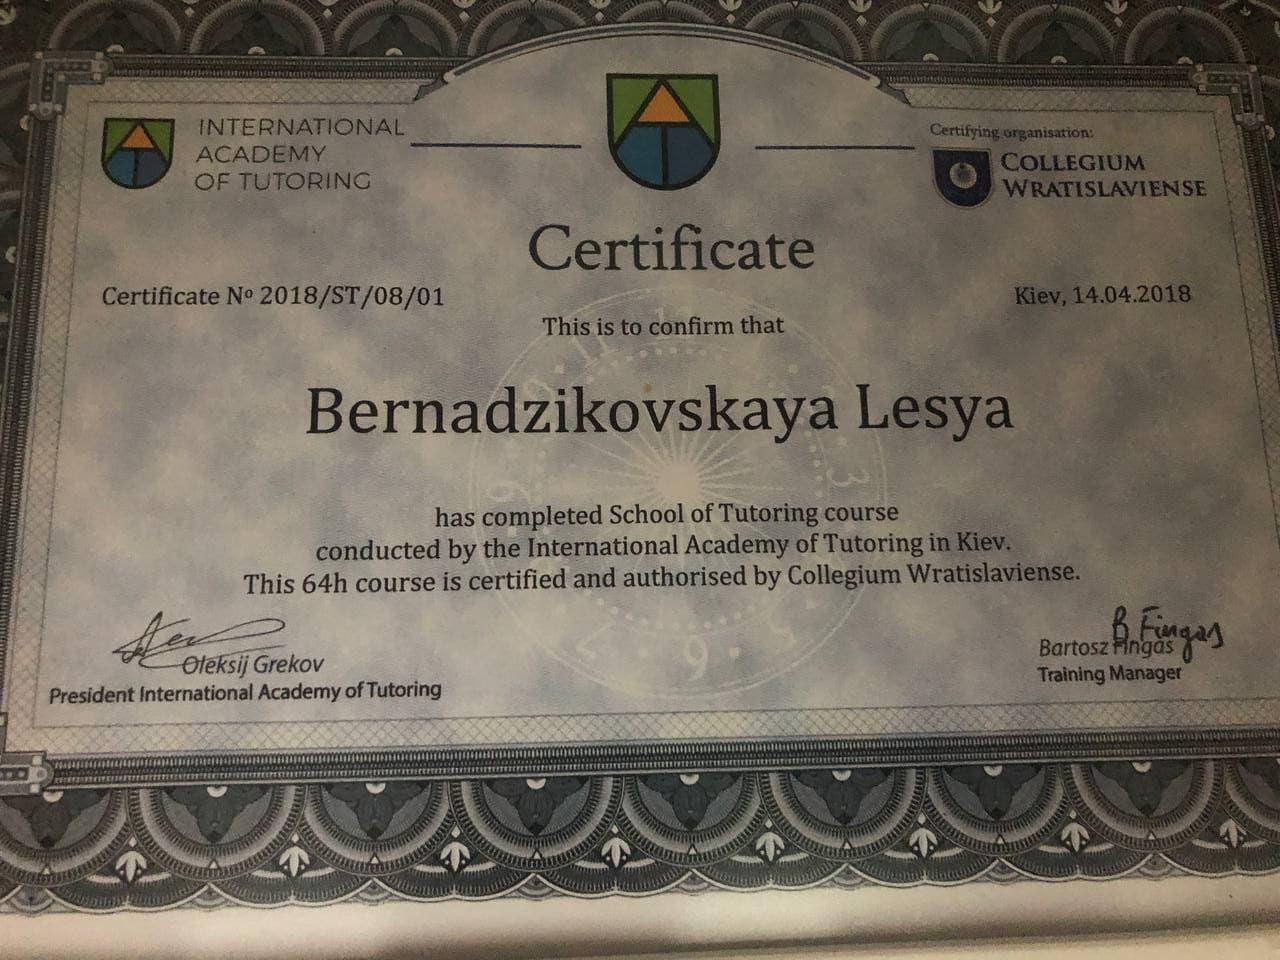 INTERNATIONAL
ACADEMY
OF TUTORING
Certifying organisation:
COLLEGIUM
WRATISLAVIENSE
Certificate
Certificate № 2018/ST/08/01
Kiev, 14.04.2018
This is to confirm that
Bernadzikovskaya Lesya
has completed School of Tutoring course
conducted by the International Academy of Tutoring in Kiev.
This 64h course is certified and authorised by Collegium Wratislaviense.
Oleksij Grekov
President International Academy of Tutoring
B Fingas
Bartosz Fingas
Training Manager